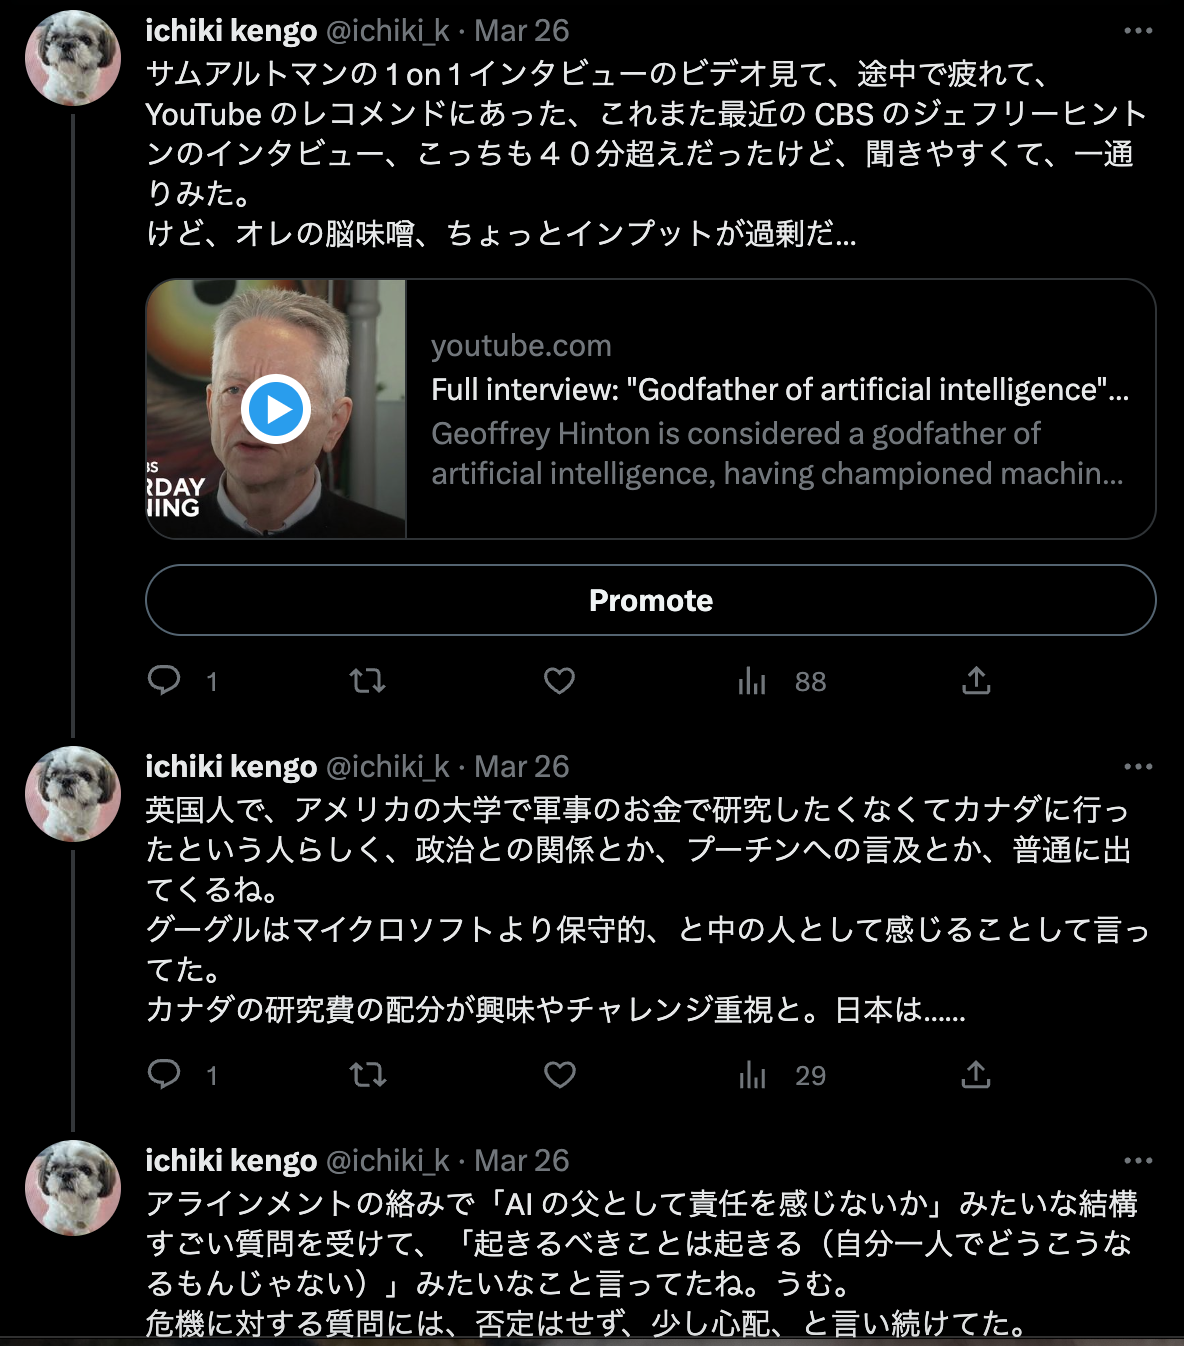 ichiki kengo @ichiki_k · Mar 26
サムアルトマンの１on１インタビューのビデオ見て、途中で疲れて、
YouTube のレコメンドにあった、これまた最近の CBS のジェフリーヒント
ンのインタビュー、こっちも４０分超えだったけど、聞きやすくて、一通
りみた。
けど、オレの脳味噌、ちょっとインプットが過剰だ...
BS
RDAY
NING
youtube.com
Full interview: "Godfather of artificial intelligence"...
Geoffrey Hinton is considered a godfather of
artificial intelligence, having championed machin...
Promote
1 88
ichiki kengo @ichiki_k · Mar 26
英国人で、アメリカの大学で軍事のお金で研究したくなくてカナダに行っ
たという人らしく、政治との関係とか、プーチンへの言及とか、普通に出
てくるね。
グーグルはマイクロソフトより保守的、と中の人として感じることして言っ
てた。
カナダの研究費の配分が興味やチャレンジ重視と。日本は......
1 29
ichiki kengo @ichiki_k · Mar 26
アラインメントの絡みで「AI の父として責任を感じないか」みたいな結構
すごい質問を受けて、「起きるべきことは起きる（自分一人でどうこうな
るもんじゃない）」みたいなこと言ってたね。うむ。
危機に対する質問には、否定はせず、少し心配、と言い続けてた。